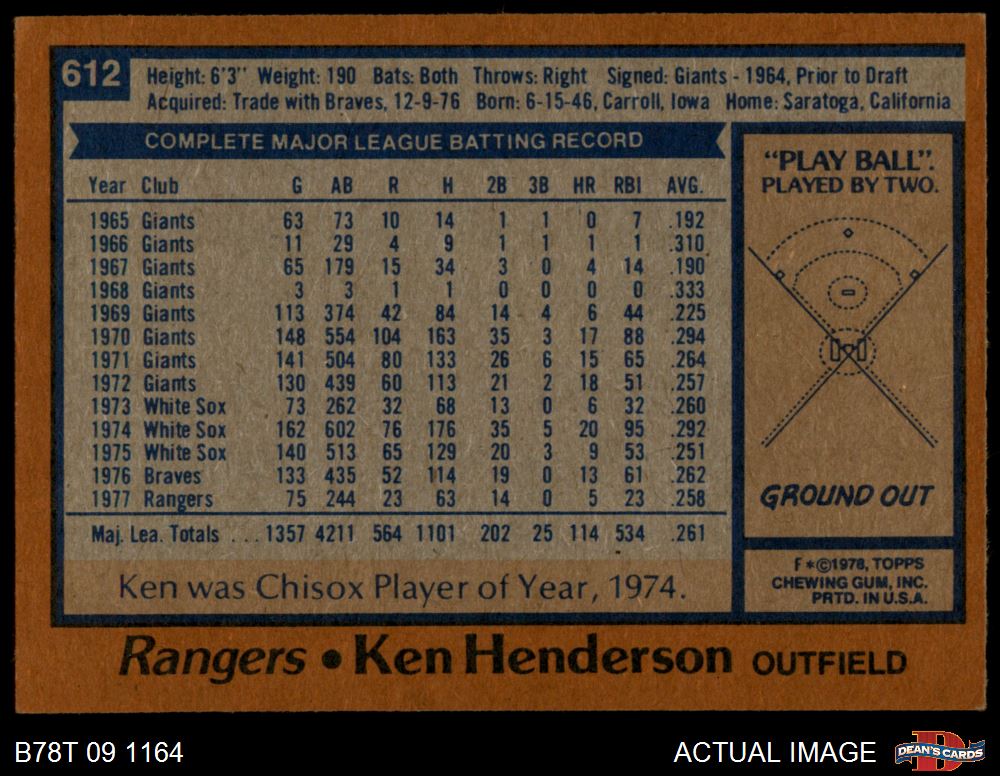 612
Height: 6'3" Weight: 190 Bats: Both Throws: Right Signed: Giants - 1964, Prior to Draft
Acquired: Trade with Braves, 12-9-76 Born: 6-15-46, Carroll, Iowa Home: Saratoga, California
COMPLETE MAJOR LEAGUE BATTING RECORD
Year Club G AB R H 2B 3B HR RBI AVG.
1965 Giants 63 73 10 14 1 1 0 7 .192
1966 Giants 11 29 4 9 1 1 1 1 .310
1967 Giants 65 179 15 34 3 0 4 14 .190
1968 Giants 3 3 1 1 0 0 0 0 .333
1969 Giants 113 374 42 84 14 4 6 44 .225
1970 Giants 148 554 104 163 35 3 17 88 .294
1971 Giants 141 504 80 133 26 6 15 65 .264
1972 Giants 130 439 60 113 21 2 18 51 .257
1973 White Sox 73 262 32 68 13 0 6 32 .260
1974 White Sox 162 602 76 176 35 5 20 95 .292
1975 White Sox 140 513 65 129 20 3 9 53 .251
1976 Braves 133 435 52 114 19 0 13 61 .262
1977 Rangers 75 244 23 63 14 0 5 23 .258
Maj. Lea. Totals ... 1357 4211 564 1101 202 25 114 534 .261
Ken was Chisox Player of Year, 1974.
"PLAY BALL".
PLAYED BY TWO.
GROUND OUT
F*©1978, TOPPS
CHEWING GUM, INC.
PRTD. IN U.S.A.
Rangers • Ken Henderson OUTFIELD
B78T 09 1164
ACTUAL IMAGE
DEAN'S CARDS